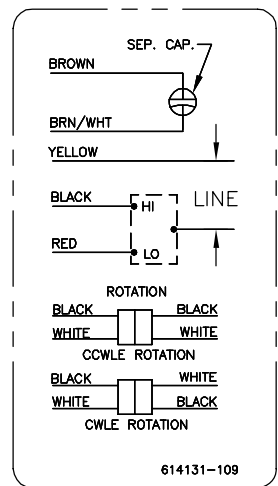 SEP. CAP.
BROWN
BRN/WHT
YELLOW
BLACK HI LINE
RED LO
ROTATION
BLACK BLACK
WHITE WHITE
CCWLE ROTATION
BLACK WHITE
WHITE BLACK
CWLE ROTATION
614131-109